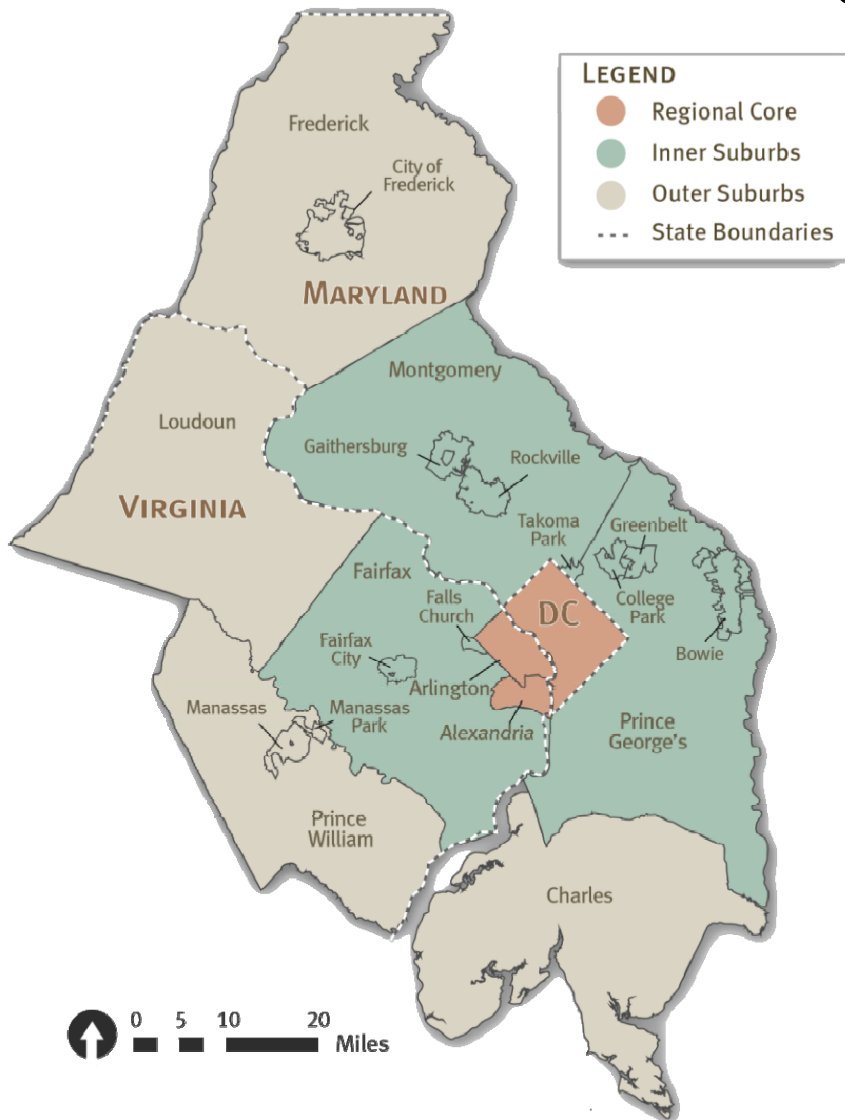 LEGEND
Regional Core
Inner Suburbs
Outer Suburbs
State Boundaries
Frederick
City of
Frederick
MARYLAND
Montgomery
Loudoun
Gaithersburg
Rockville
VIRGINIA
Takoma
Park
Greenbelt
Fairfax
Falls
Church
DC
College
Park
Bowie
Fairfax
City
Arlington
Manassas
Manassas
Park
Alexandria
Prince
George's
Prince
William
Charles
0 5 10 20
Miles